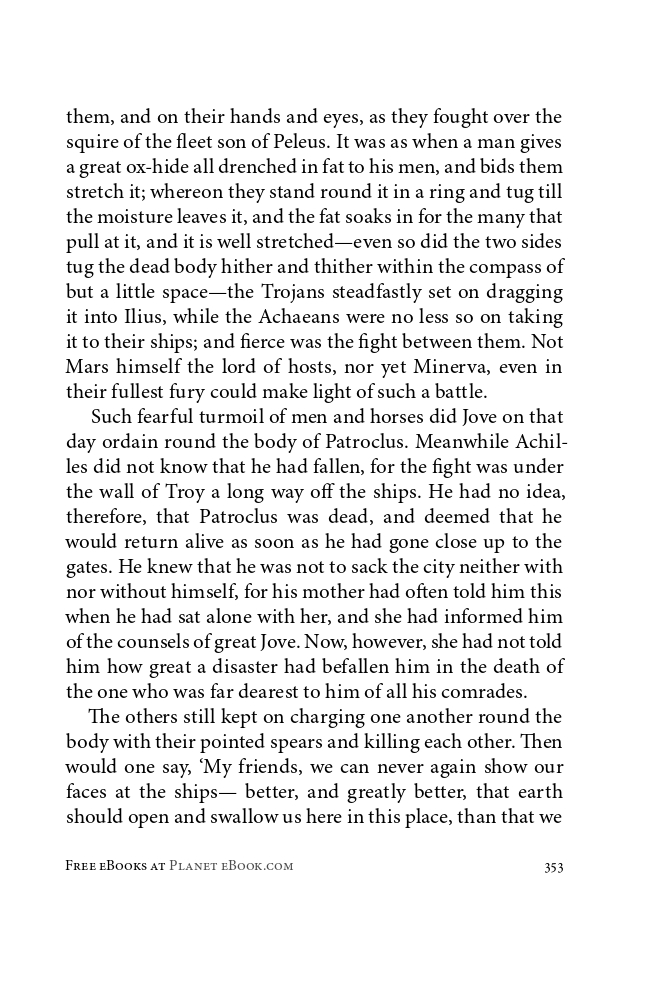 them, and on their hands and eyes, as they fought over the
squire of the fleet son of Peleus. It was as when a man gives
a great ox-hide all drenched in fat to his men, and bids them
stretch it; whereon they stand round it in a ring and tug till
the moisture leaves it, and the fat soaks in for the many that
pull at it, and it is well stretched—even so did the two sides
tug the dead body hither and thither within the compass of
but a little space—the Trojans steadfastly set on dragging
it into Ilius, while the Achaeans were no less so on taking
it to their ships; and fierce was the fight between them. Not
Mars himself the lord of hosts, nor yet Minerva, even in
their fullest fury could make light of such a battle.
Such fearful turmoil of men and horses did Jove on that
day ordain round the body of Patroclus. Meanwhile Achil-
les did not know that he had fallen, for the fight was under
the wall of Troy a long way off the ships. He had no idea,
therefore, that Patroclus was dead, and deemed that he
would return alive as soon as he had gone close up to the
gates. He knew that he was not to sack the city neither with
nor without himself, for his mother had often told him this
when he had sat alone with her, and she had informed him
of the counsels of great Jove. Now, however, she had not told
him how great a disaster had befallen him in the death of
the one who was far dearest to him of all his comrades.
The others still kept on charging one another round the
body with their pointed spears and killing each other. Then
would one say, ‘My friends, we can never again show our
faces at the ships— better, and greatly better, that earth
should open and swallow us here in this place, than that we
Free eBooks at Planet eBook.com 353